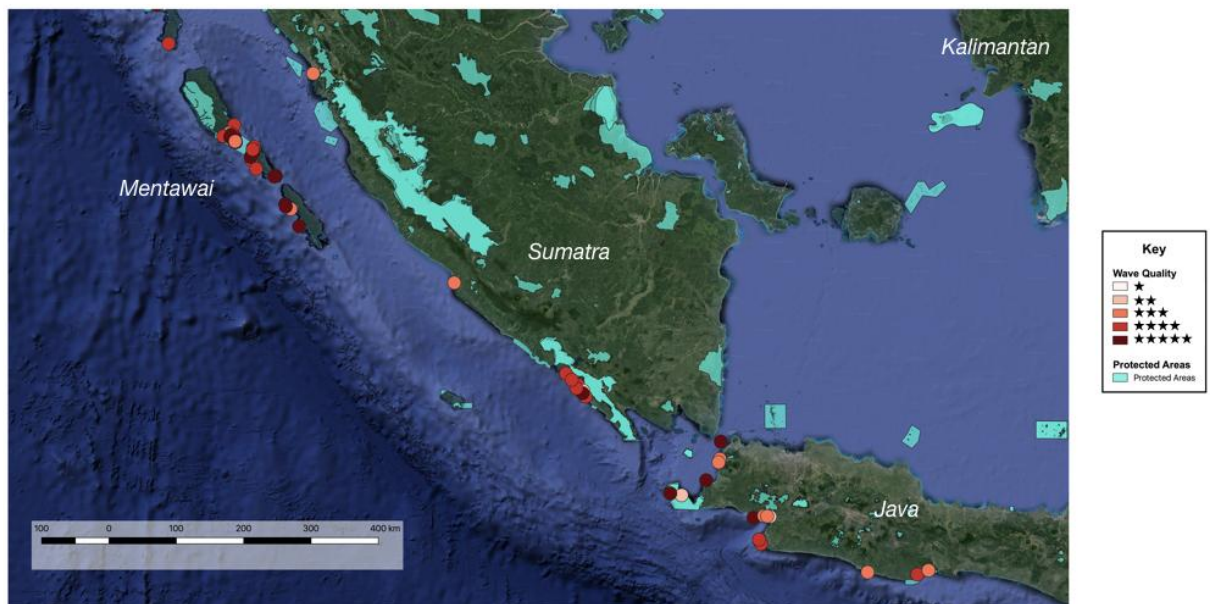 Kalimantan
Mentawai
Sumatra
Java
100 0 100 200 300 400 km
Key
Wave Quality
★
★★
★★★
★★★★
★★★★★
Protected Areas
Protected Areas